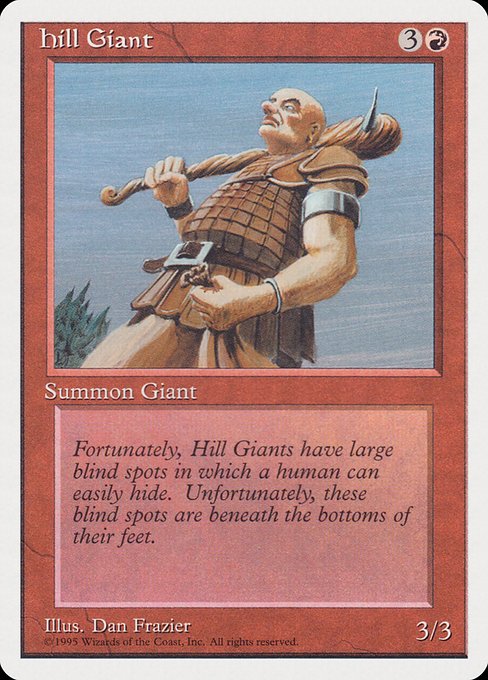 Hill Giant 3
Summon Giant
Fortunately, Hill Giants have large
blind spots in which a human can
easily hide. Unfortunately, these
blind spots are beneath the bottoms of
their feet.
Illus. Dan Frazier
©1995 Wizards of the Coast, Inc. All rights reserved.
3/3